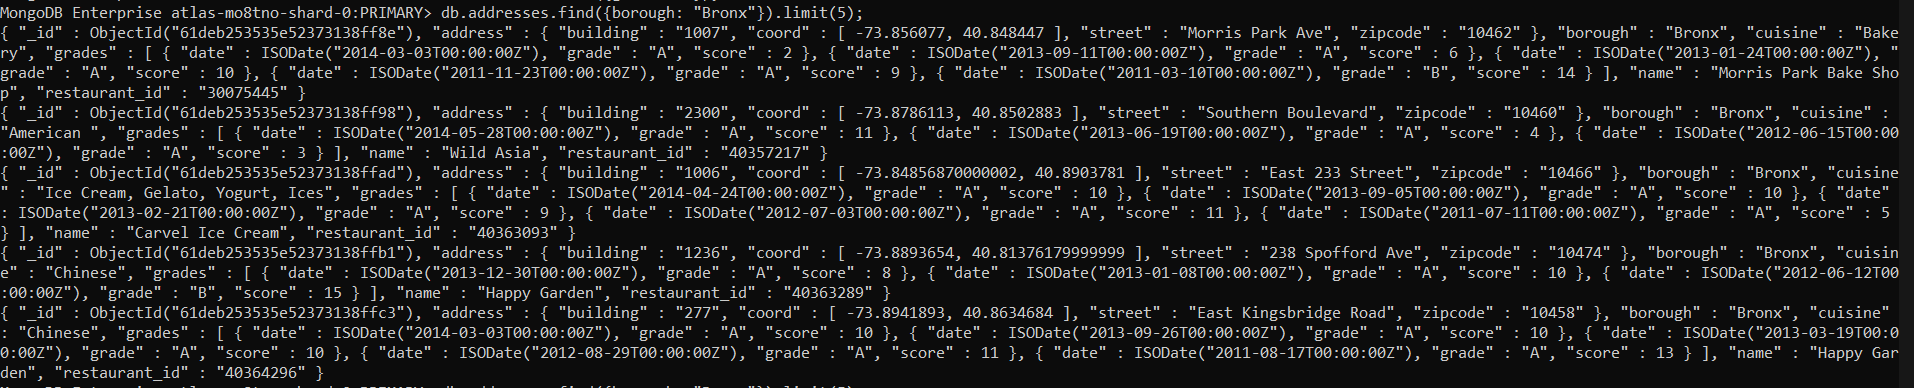 MongoDB Enterprise atlas-mo8tno-shard-0:PRIMARY> db.addresses.find({borough: "Bronx"}).limit(5);
{ "_id" : ObjectId("61deb253535e52373138ff8e"), "address" : { "building" : "1007", "coord" : [ -73.856077, 40.848447 ], "street" : "Morris Park Ave", "zipcode" : "10462" }, "borough" : "Bronx", "cuisine" : "Bake
ry", "grades" : [ { "date" : ISODate("2014-03-03T00:00:00Z"), "grade" : "A", "score" : 2 }, { "date" : ISODate("2013-09-11T00:00:00Z"), "grade" : "A", "score" : 6 }, { "date" : ISODate("2013-01-24T00:00:00Z"), "
grade" : "A", "score" : 10 }, { "date" : ISODate("2011-11-23T00:00:00Z"), "grade" : "A", "score" : 9 }, { "date" : ISODate("2011-03-10T00:00:00Z"), "grade" : "B", "score" : 14 } ], "name" : "Morris Park Bake Sho
p", "restaurant_id" : "30075445" }
{ "_id" : ObjectId("61deb253535e52373138ff98"), "address" : { "building" : "2300", "coord" : [ -73.8786113, 40.8502883 ], "street" : "Southern Boulevard", "zipcode" : "10460" }, "borough" : "Bronx", "cuisine" :
"American ", "grades" : [ { "date" : ISODate("2014-05-28T00:00:00Z"), "grade" : "A", "score" : 11 }, { "date" : ISODate("2013-06-19T00:00:00Z"), "grade" : "A", "score" : 4 }, { "date" : ISODate("2012-06-15T00:00
:00Z"), "grade" : "A", "score" : 3 } ], "name" : "Wild Asia", "restaurant_id" : "40357217" }
{ "_id" : ObjectId("61deb253535e52373138ffad"), "address" : { "building" : "1006", "coord" : [ -73.84856870000002, 40.8903781 ], "street" : "East 233 Street", "zipcode" : "10466" }, "borough" : "Bronx", "cuisine
" : "Ice Cream, Gelato, Yogurt, Ices", "grades" : [ { "date" : ISODate("2014-04-24T00:00:00Z"), "grade" : "A", "score" : 10 }, { "date" : ISODate("2013-09-05T00:00:00Z"), "grade" : "A", "score" : 10 }, { "date"
: ISODate("2013-02-21T00:00:00Z"), "grade" : "A", "score" : 9 }, { "date" : ISODate("2012-07-03T00:00:00Z"), "grade" : "A", "score" : 11 }, { "date" : ISODate("2011-07-11T00:00:00Z"), "grade" : "A", "score" : 5
} ], "name" : "Carvel Ice Cream", "restaurant_id" : "40363093" }
{ "_id" : ObjectId("61deb253535e52373138ffb1"), "address" : { "building" : "1236", "coord" : [ -73.8893654, 40.81376179999999 ], "street" : "238 Spofford Ave", "zipcode" : "10474" }, "borough" : "Bronx", "cuisin
e" : "Chinese", "grades" : [ { "date" : ISODate("2013-12-30T00:00:00Z"), "grade" : "A", "score" : 8 }, { "date" : ISODate("2013-01-08T00:00:00Z"), "grade" : "A", "score" : 10 }, { "date" : ISODate("2012-06-12T00
:00:00Z"), "grade" : "B", "score" : 15 } ], "name" : "Happy Garden", "restaurant_id" : "40363289" }
{ "_id" : ObjectId("61deb253535e52373138ffc3"), "address" : { "building" : "277", "coord" : [ -73.8941893, 40.8634684 ], "street" : "East Kingsbridge Road", "zipcode" : "10458" }, "borough" : "Bronx", "cuisine"
: "Chinese", "grades" : [ { "date" : ISODate("2014-03-03T00:00:00Z"), "grade" : "A", "score" : 10 }, { "date" : ISODate("2013-09-26T00:00:00Z"), "grade" : "A", "score" : 10 }, { "date" : ISODate("2013-03-19T00:0
0:00Z"), "grade" : "A", "score" : 10 }, { "date" : ISODate("2012-08-29T00:00:00Z"), "grade" : "A", "score" : 11 }, { "date" : ISODate("2011-08-17T00:00:00Z"), "grade" : "A", "score" : 13 } ], "name" : "Happy Gar
den", "restaurant_id" : "40364296" }